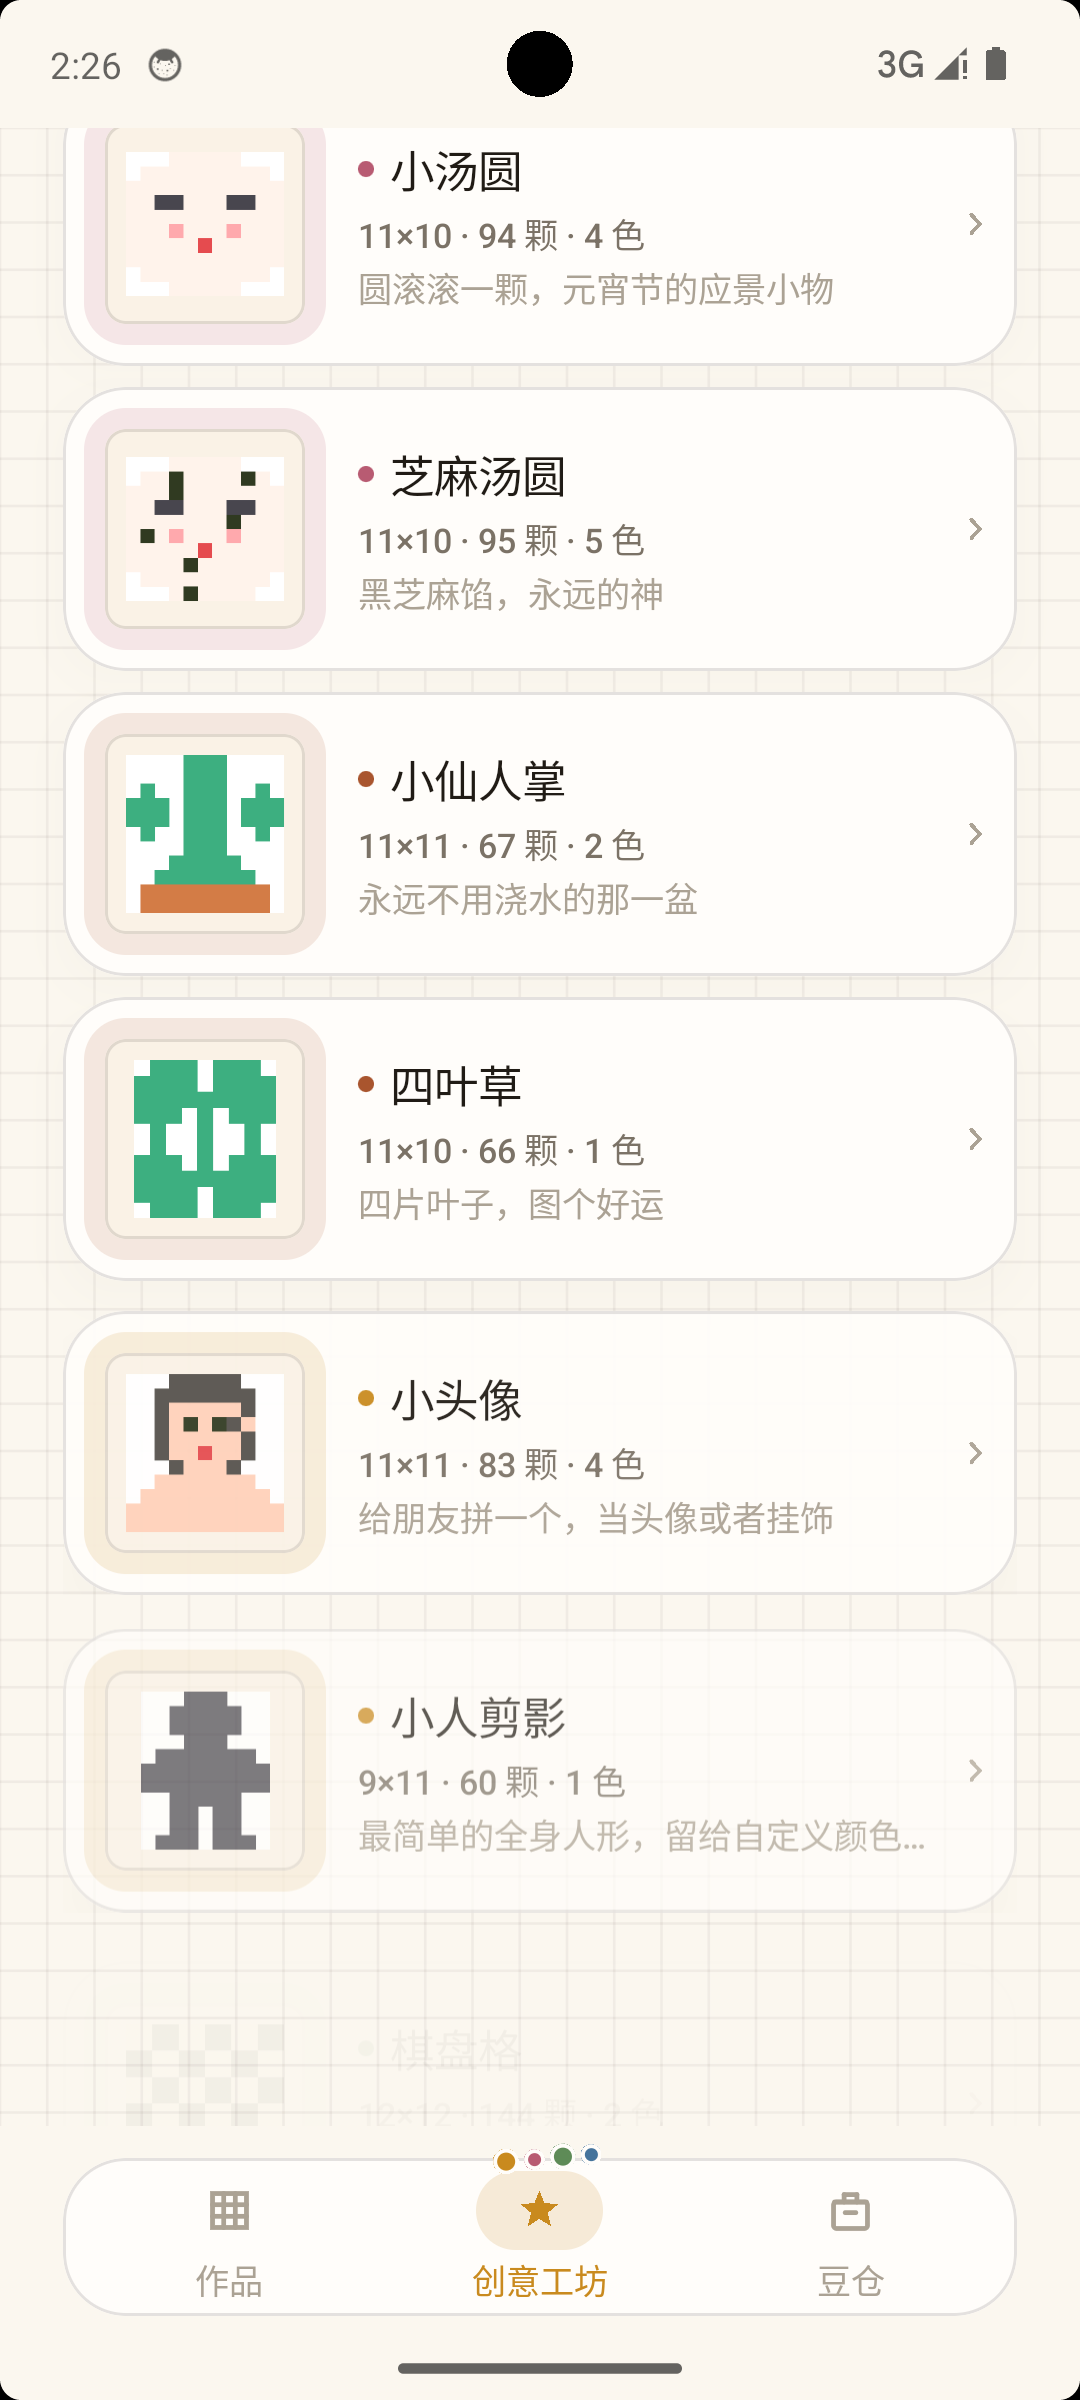 2:26
3G
小汤圆
11×10 · 94 颗 · 4 色
圆滚滚一颗，元宵节的应景小物
芝麻汤圆
11×10 · 95 颗 · 5 色
黑芝麻馅，永远的神
小仙人掌
11×11 · 67 颗 · 2 色
永远不用浇水的那一盆
四叶草
11×10 · 66 颗 · 1 色
四片叶子，图个好运
小头像
11×11 · 83 颗 · 4 色
给朋友拼一个，当头像或者挂饰
小人剪影
9×11 · 60 颗 · 1 色
最简单的全身人形，留给自定义颜色...
棋盘格
12×12 · 144 颗 · 2 色
作品
创意工坊
豆仓